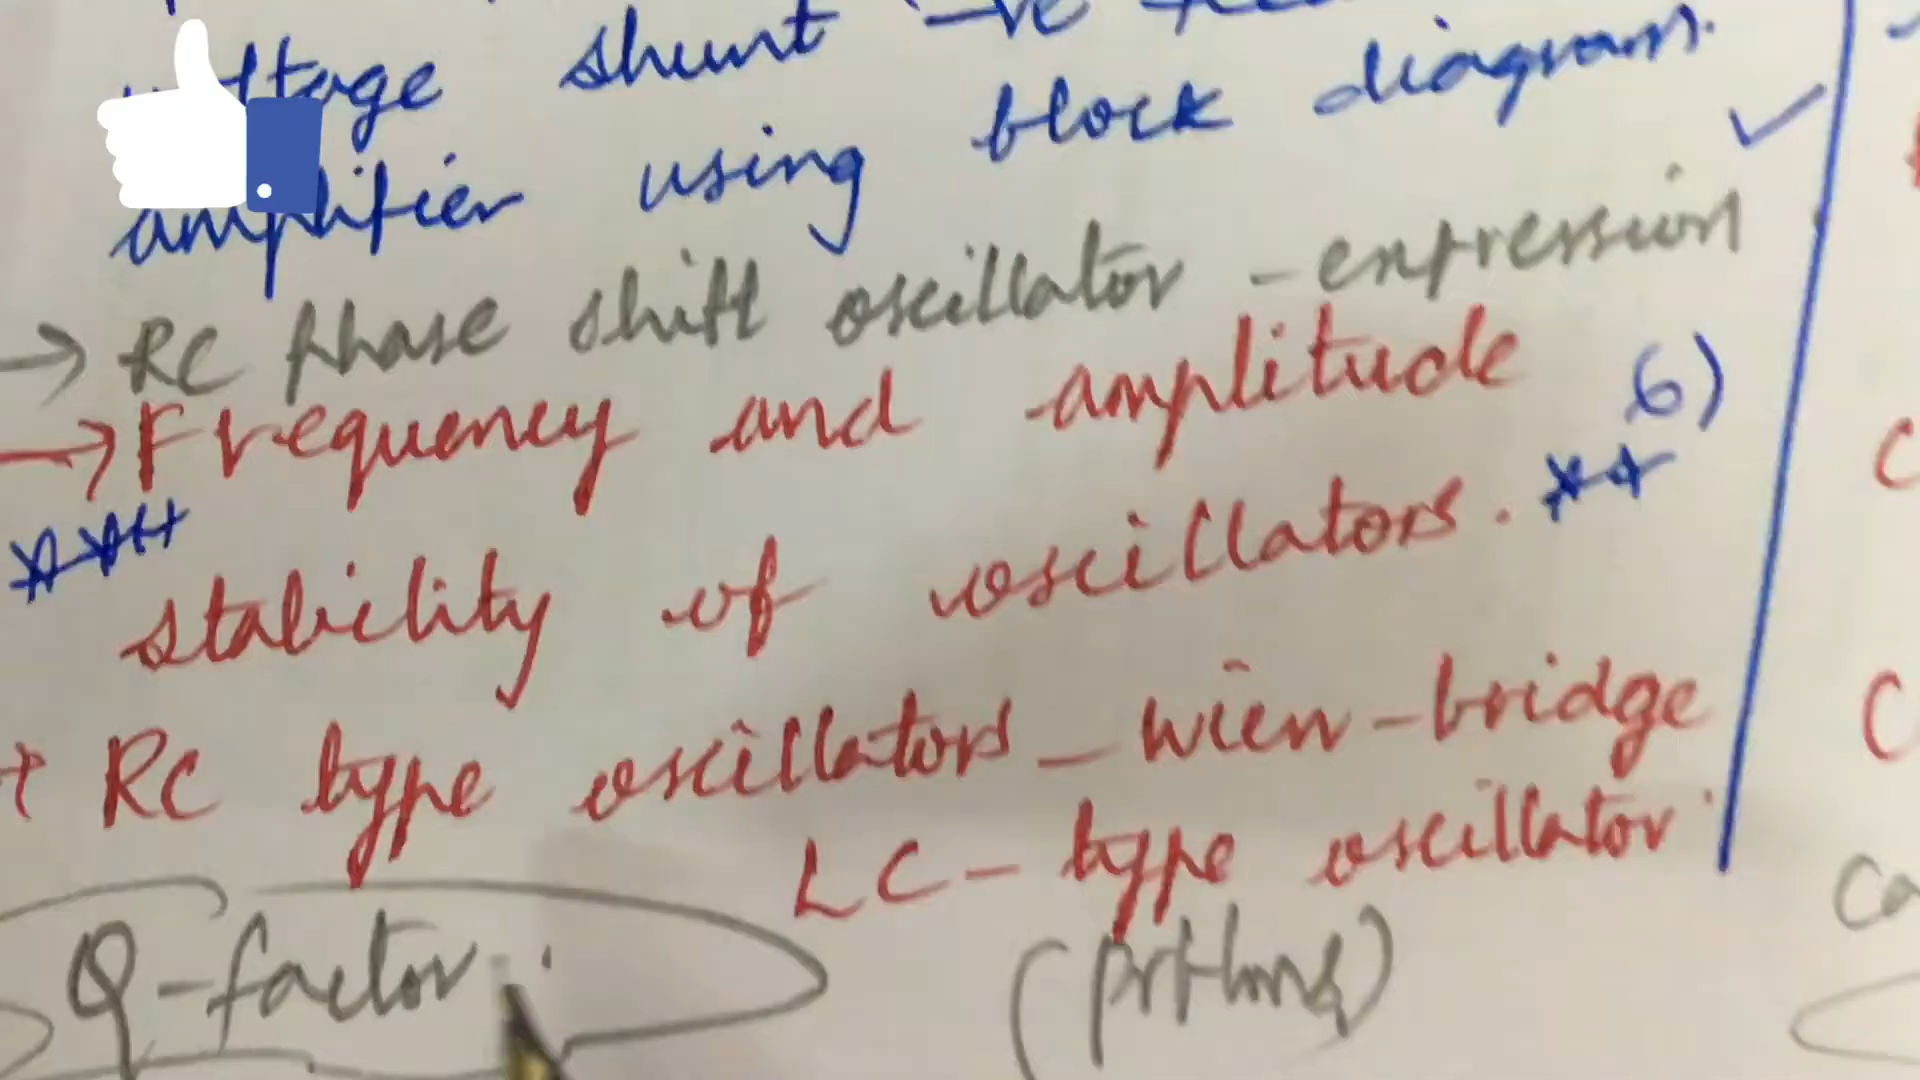 voltage shunt -ve
amplifier using block diagram.
→ RC phase shift oscillator - expression
→ Frequency and amplitude
stability of oscillators. **
6)
+ RC type oscillators - wien-bridge
LC - type oscillator
Q-factor.
(prblms)